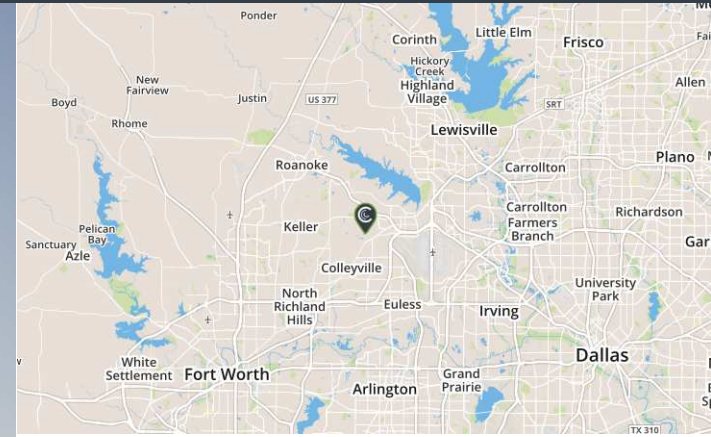 Ponder
Corinth
Little Elm
Frisco
Hickory
Creek
Highland
Village
New
Fairview
Allen
Boyd
Justin
US 377
SRT
Rhome
Lewisville
Plano
Roanoke
Carrollton
C
Carrollton
Farmers
Branch
Richardson
Keller
Pelican
Bay
Sanctuary
Azle
Colleyville
University
Park
North
Richland
Hills
Euless
Irving
Dallas
White
Settlement
Fort Worth
Grand
Prairie
Arlington
TX 310